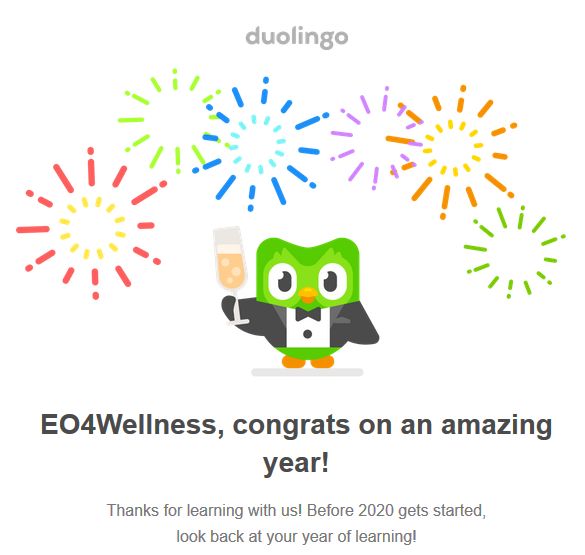 duolingo
EO4Wellness, congrats on an amazing
year!
Thanks for learning with us! Before 2020 gets started,
look back at your year of learning!